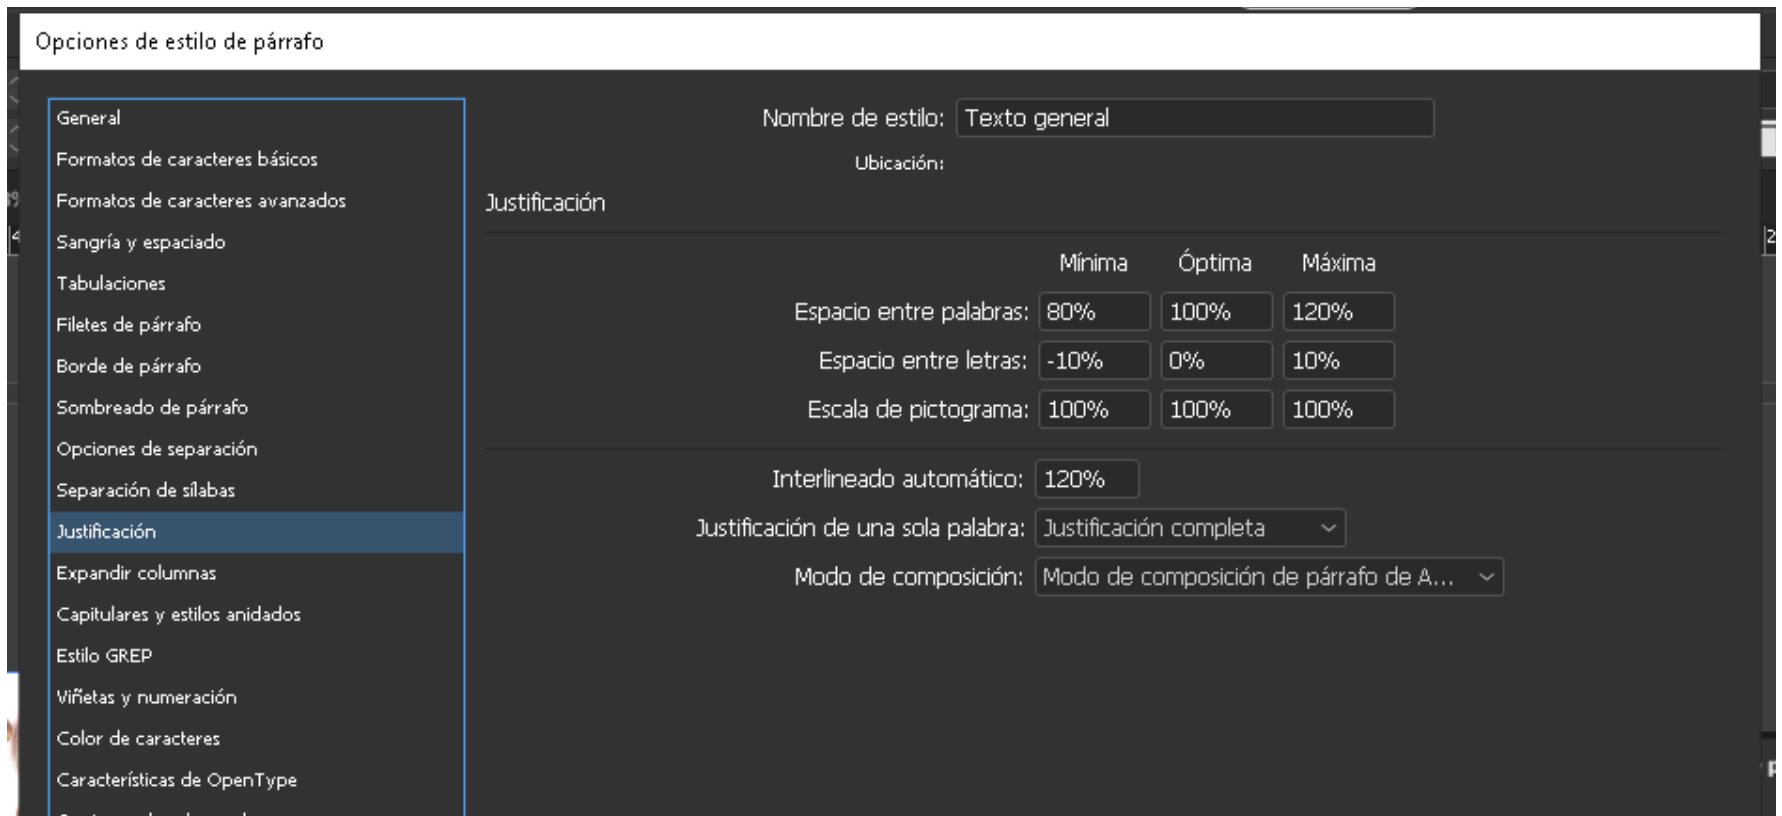 Opciones de estilo de párrafo
General
Formatos de caracteres básicos
Formatos de caracteres avanzados
Sangría y espaciado
Tabulaciones
Filetes de párrafo
Borde de párrafo
Sombreado de párrafo
Opciones de separación
Separación de sílabas
Justificación
Expandir columnas
Capitulares y estilos anidados
Estilo GREP
Viñetas y numeración
Color de caracteres
Características de OpenType
Nombre de estilo: Texto general
Ubicación:
Justificación
Mínima Óptima Máxima
Espacio entre palabras: 80% 100% 120%
Espacio entre letras: -10% 0% 10%
Escala de pictograma: 100% 100% 100%
Interlineado automático: 120%
Justificación de una sola palabra: Justificación completa
Modo de composición: Modo de composición de párrafo de A...